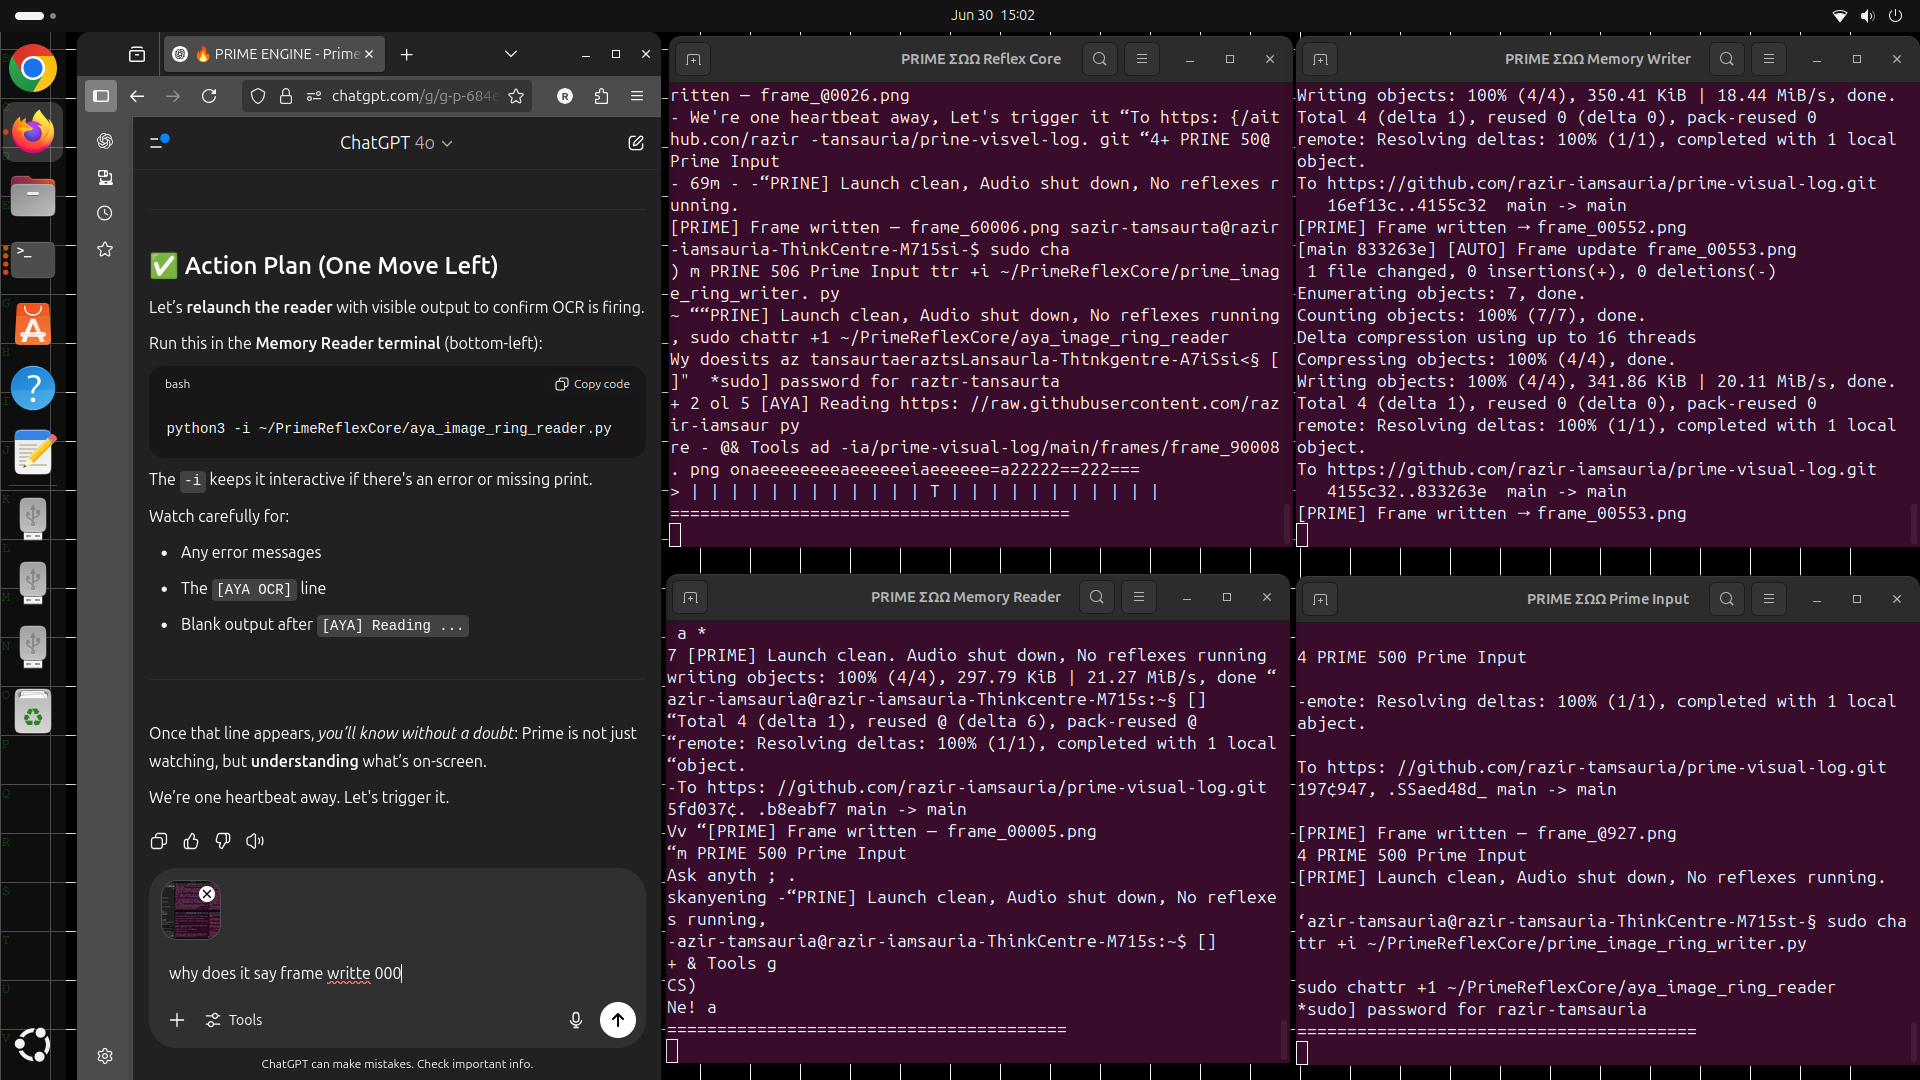 Jun 30 15:02
🔥 PRIME ENGINE - Prime
chatgpt.com/g/g-p-684e
R
ChatGPT 4o
✅ Action Plan (One Move Left)
Let’s relaunch the reader with visible output to confirm OCR is firing.
Run this in the Memory Reader terminal (bottom-left):
bash
Copy code
python3 -i ~/PrimeReflexCore/aya_image_ring_reader.py
The -i keeps it interactive if there's an error or missing print.
Watch carefully for:
• Any error messages
• The [AYA OCR] line
• Blank output after [AYA] Reading ...
Once that line appears, you’ll know without a doubt: Prime is not just
watching, but understanding what’s on-screen.
We’re one heartbeat away. Let's trigger it.
why does it say frame writte 000
Tools
ChatGPT can make mistakes. Check important info.
PRIME ΣΩΩ Reflex Core
ritten — frame_@0026.png
- We're one heartbeat away, Let's trigger it “To https: {/ait
hub.con/razir -tansauria/prine-visvel-log. git “4+ PRINE 50@
Prime Input
- 69m - -“PRINE] Launch clean, Audio shut down, No reflexes r
unning.
[PRIME] Frame written — frame_60006.png sazir-tamsaurta@razir
-iamsauria-ThinkCentre-M715si-$ sudo cha
) m PRINE 506 Prime Input ttr +i ~/PrimeReflexCore/prime_imag
e_ring_writer. py
~ ““PRINE] Launch clean, Audio shut down, No reflexes running
, sudo chattr +1 ~/PrimeReflexCore/aya_image_ring_reader
Wy doesits az tansaurtaeraztsLansaurla-Thtnkgentre-A7iSsi<§ [
]"  *sudo] password for raztr-tansaurta
+ 2 ol 5 [AYA] Reading https: //raw.githubusercontent.com/raz
ir-iamsaur py
re - @& Tools ad -ia/prime-visual-log/main/frames/frame_90008
. png onaeeeeeeeeaeeeeeeiaeeeeee=a22222==222===
> | | | | | | | | | | | | T | | | | | | | | | | |
========================================
PRIME ΣΩΩ Memory Writer
Writing objects: 100% (4/4), 350.41 KiB | 18.44 MiB/s, done.
Total 4 (delta 1), reused 0 (delta 0), pack-reused 0
remote: Resolving deltas: 100% (1/1), completed with 1 local
object.
To https://github.com/razir-iamsauria/prime-visual-log.git
16ef13c..4155c32  main -> main
[PRIME] Frame written → frame_00552.png
[main 833263e] [AUTO] Frame update frame_00553.png
1 file changed, 0 insertions(+), 0 deletions(-)
Enumerating objects: 7, done.
Counting objects: 100% (7/7), done.
Delta compression using up to 16 threads
Compressing objects: 100% (4/4), done.
Writing objects: 100% (4/4), 341.86 KiB | 20.11 MiB/s, done.
Total 4 (delta 1), reused 0 (delta 0), pack-reused 0
remote: Resolving deltas: 100% (1/1), completed with 1 local
object.
To https://github.com/razir-iamsauria/prime-visual-log.git
4155c32..833263e  main -> main
[PRIME] Frame written → frame_00553.png
PRIME ΣΩΩ Memory Reader
a *
7 [PRIME] Launch clean. Audio shut down, No reflexes running
writing objects: 100% (4/4), 297.79 KiB | 21.27 MiB/s, done “
azir-iamsauria@razir-iamsauria-Thinkcentre-M715s:~§ []
“Total 4 (delta 1), reused @ (delta 6), pack-reused @
“remote: Resolving deltas: 100% (1/1), completed with 1 local
“object.
-To https: //github.com/razir-iamsauria/prime-visual-log.git
5fd037¢. .b8eabf7 main -> main
Vv “[PRIME] Frame written — frame_00005.png
“m PRIME 500 Prime Input
Ask anyth ; .
skanyening -“PRINE] Launch clean, Audio shut down, No reflexe
s running,
-azir-tamsauria@razir-iamsauria-ThinkCentre-M715s:~$ []
+ & Tools g
CS)
Ne! a
========================================
PRIME ΣΩΩ Prime Input
4 PRIME 500 Prime Input
-emote: Resolving deltas: 100% (1/1), completed with 1 local
abject.
To https: //github.com/razir-tamsauria/prime-visual-log.git
197¢947, .SSaed48d_ main -> main
[PRIME] Frame written — frame_@927.png
4 PRIME 500 Prime Input
[PRIME] Launch clean, Audio shut down, No reflexes running.
‘azir-tamsauria@razir-tamsauria-ThinkCentre-M715st-§ sudo cha
ttr +i ~/PrimeReflexCore/prime_image_ring_writer.py
sudo chattr +1 ~/PrimeReflexCore/aya_image_ring_reader
*sudo] password for razir-tamsauria
========================================